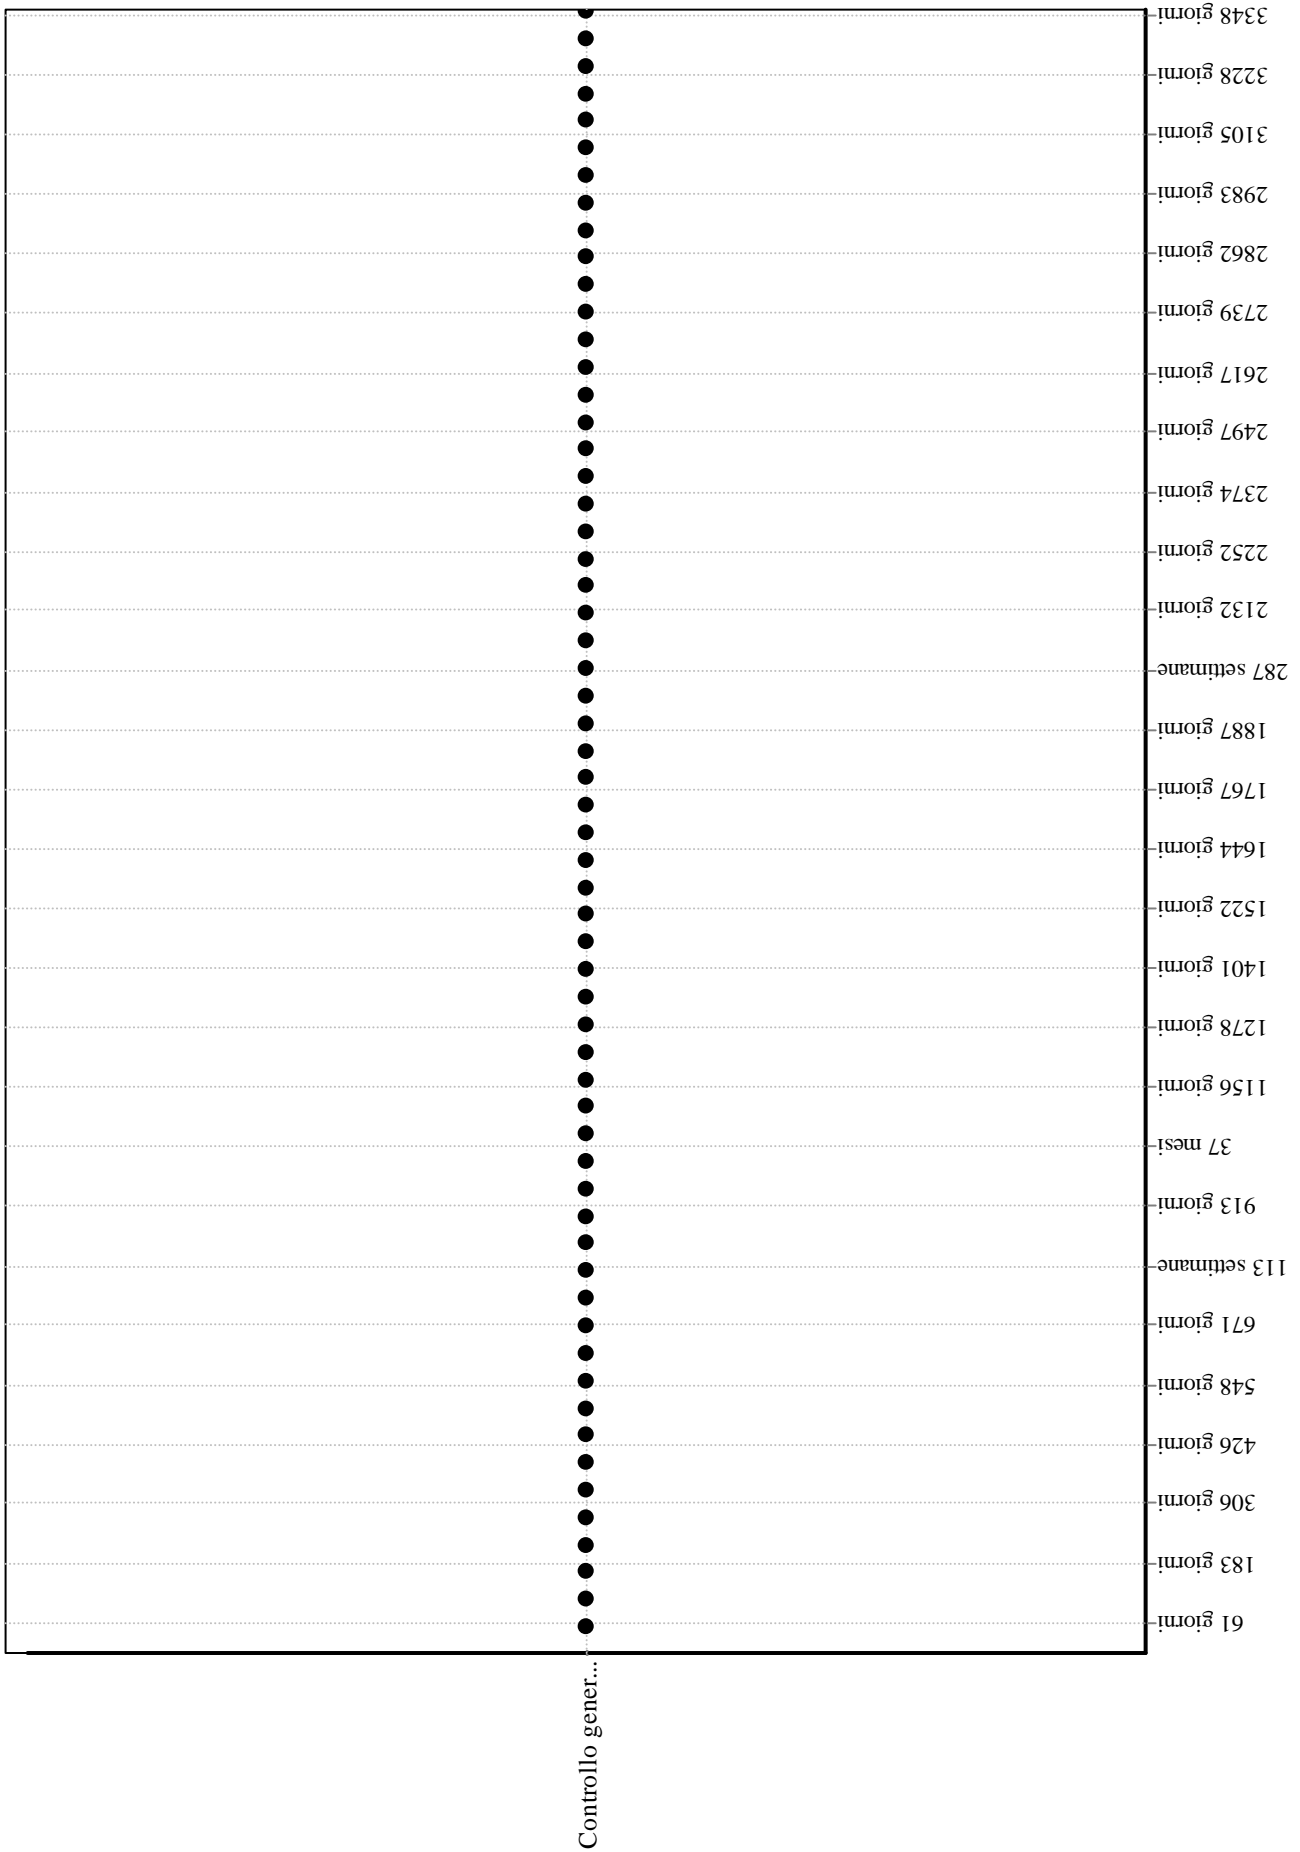 3348 giorni
3228 giorni
3105 giorni
2983 giorni
2862 giorni
2739 giorni
2617 giorni
2497 giorni
2374 giorni
2252 giorni
2132 giorni
287 settimane
1887 giorni
1767 giorni
1644 giorni
1522 giorni
1401 giorni
1278 giorni
1156 giorni
37 mesi
913 giorni
113 settimane
671 giorni
548 giorni
426 giorni
306 giorni
183 giorni
61 giorni
Controllo gener...